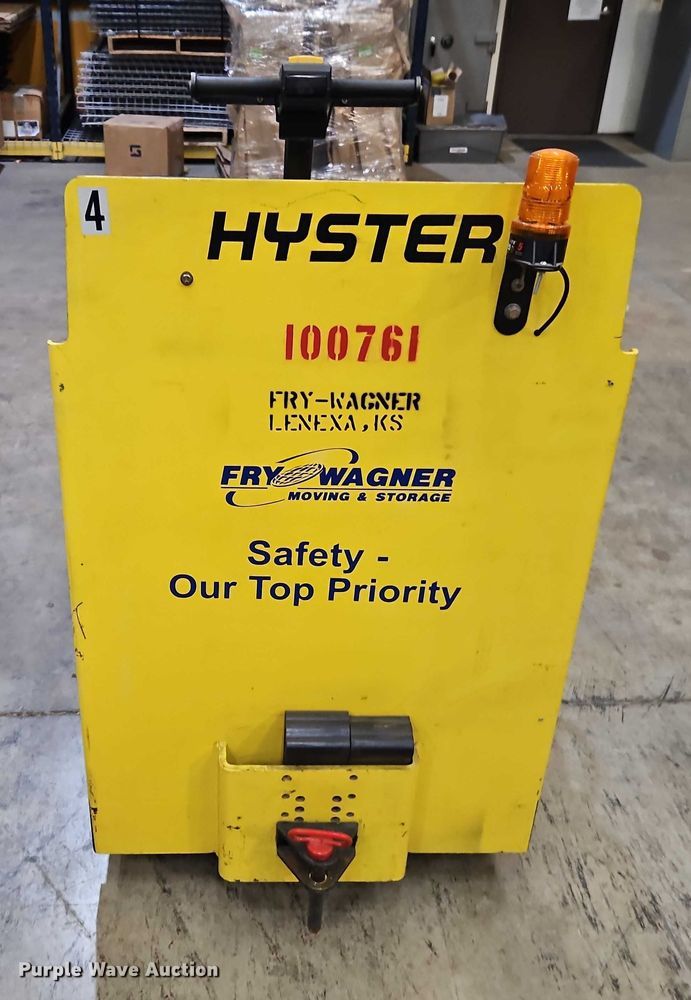 4
HYSTER
100761
FRY-WAGNER
LENEXA,KS
FRY WAGNER
MOVING & STORAGE
Safety -
Our Top Priority
Purple Wave Auction